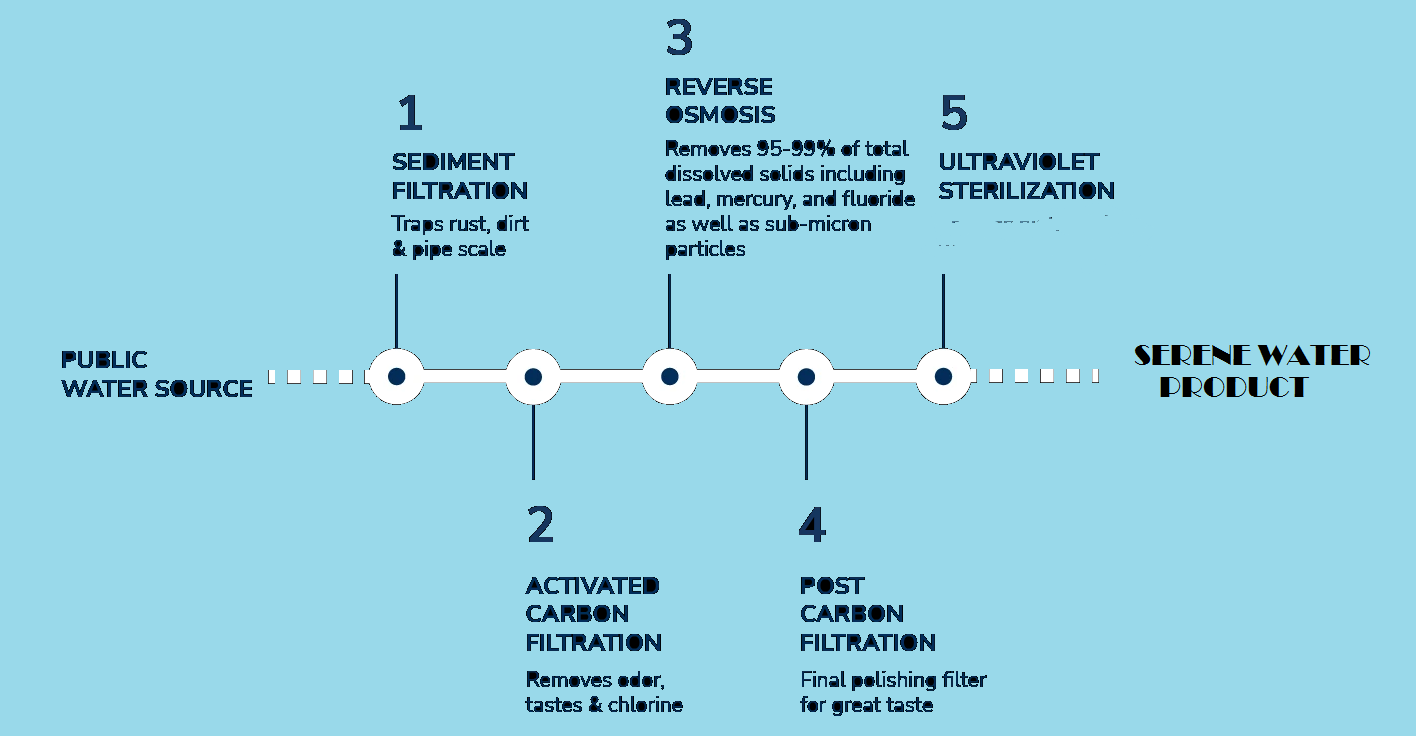 PUBLIC
WATER SOURCE
1
SEDIMENT
FILTRATION
Traps rust, dirt
& pipe scale
2
ACTIVATED
CARBON
FILTRATION
Removes odor,
tastes & chlorine
3
REVERSE
OSMOSIS
Removes 95-99% of total
dissolved solids including
lead, mercury, and fluoride
as well as sub-micron
particles
4
POST
CARBON
FILTRATION
Final polishing filter
for great taste
5
ULTRAVIOLET
STERILIZATION
SERENE WATER
PRODUCT